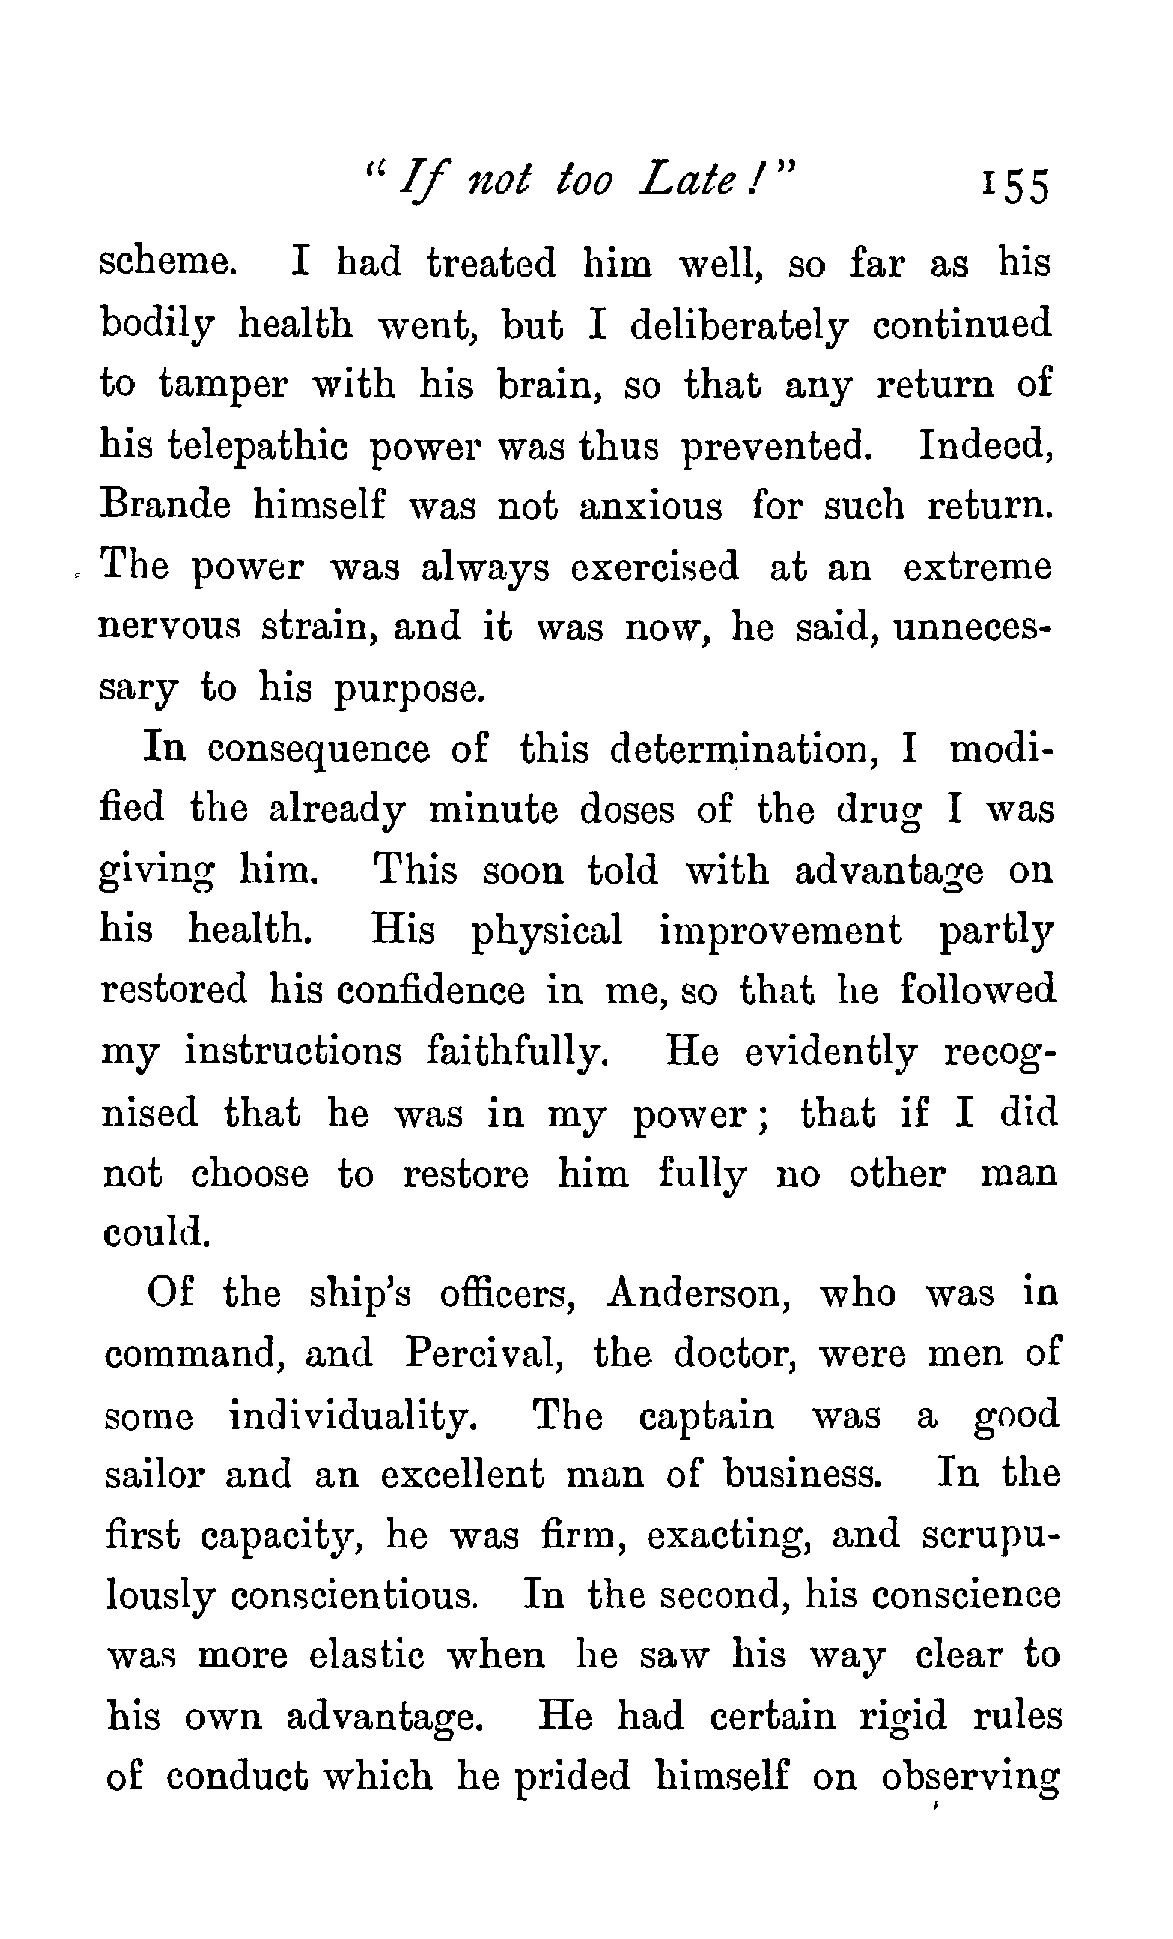 “ If not too Late ! ” 155
scheme. I had treated him well, so far as his
bodily health went, but I deliberately continued
to tamper with his brain, so that any return of
his telepathic power was thus prevented. Indeed,
Brande himself was not anxious for such return.
The power was always exercised at an extreme
nervous strain, and it was now, he said, unneces-
sary to his purpose.
In consequence of this determination, I modi-
fied the already minute doses of the drug I was
giving him. This soon told with advantage on
his health. His physical improvement partly
restored his confidence in me, so that he followed
my instructions faithfully. He evidently recog-
nised that he was in my power ; that if I did
not choose to restore him fully no other man
could.
Of the ship’s officers, Anderson, who was in
command, and Percival, the doctor, were men of
some individuality. The captain was a good
sailor and an excellent man of business. In the
first capacity, he was firm, exacting, and scrupu-
lously conscientious. In the second, his conscience
was more elastic when he saw his way clear to
his own advantage. He had certain rigid rules
of conduct which he prided himself on observing